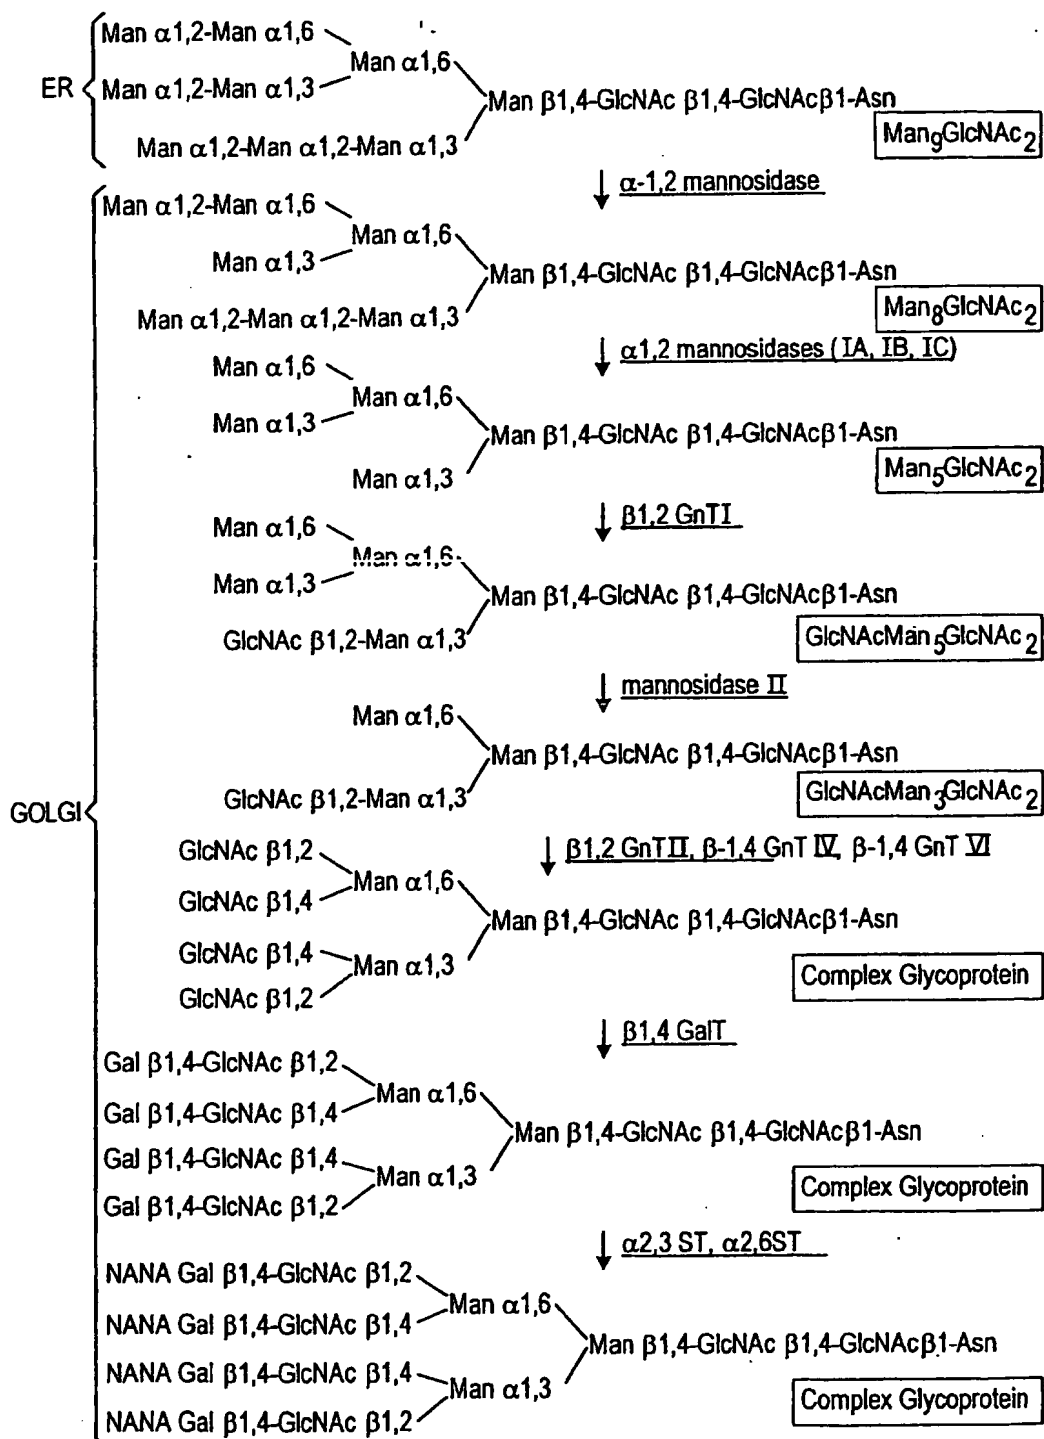 Man α1,2-Man α1,6
Man α1,6
ER
Man α1,2-Man α1,3
Man β1,4-GlcNAc β1,4-GlcNAcβ1-Asn
Man α1,2-Man α1,2-Man α1,3
Man9GlcNAc2
α-1,2 mannosidase
Man α1,2-Man α1,6
Man α1,6
Man α1,3
Man β1,4-GlcNAc β1,4-GlcNAcβ1-Asn
Man α1,2-Man α1,2-Man α1,3
Man8GlcNAc2
α1,2 mannosidases (IA, IB, IC)
Man α1,6
Man α1,6
Man α1,3
Man β1,4-GlcNAc β1,4-GlcNAcβ1-Asn
Man α1,3
Man5GlcNAc2
β1,2 GnTI
Man α1,6
Man α1,6
Man α1,3
Man β1,4-GlcNAc β1,4-GlcNAcβ1-Asn
GlcNAc β1,2-Man α1,3
GlcNAcMan5GlcNAc2
mannosidase II
Man α1,6
Man β1,4-GlcNAc β1,4-GlcNAcβ1-Asn
GlcNAc β1,2-Man α1,3
GlcNAcMan3GlcNAc2
GOLGI
β1,2 GnTII, β-1,4 GnT IV, β-1,4 GnT VI
GlcNAc β1,2
Man α1,6
GlcNAc β1,4
Man β1,4-GlcNAc β1,4-GlcNAcβ1-Asn
GlcNAc β1,4
Man α1,3
GlcNAc β1,2
Complex Glycoprotein
β1,4 GalT
Gal β1,4-GlcNAc β1,2
Man α1,6
Gal β1,4-GlcNAc β1,4
Man β1,4-GlcNAc β1,4-GlcNAcβ1-Asn
Gal β1,4-GlcNAc β1,4
Man α1,3
Gal β1,4-GlcNAc β1,2
Complex Glycoprotein
α2,3 ST, α2,6ST
NANA Gal β1,4-GlcNAc β1,2
Man α1,6
NANA Gal β1,4-GlcNAc β1,4
Man β1,4-GlcNAc β1,4-GlcNAcβ1-Asn
NANA Gal β1,4-GlcNAc β1,4
Man α1,3
NANA Gal β1,4-GlcNAc β1,2
Complex Glycoprotein